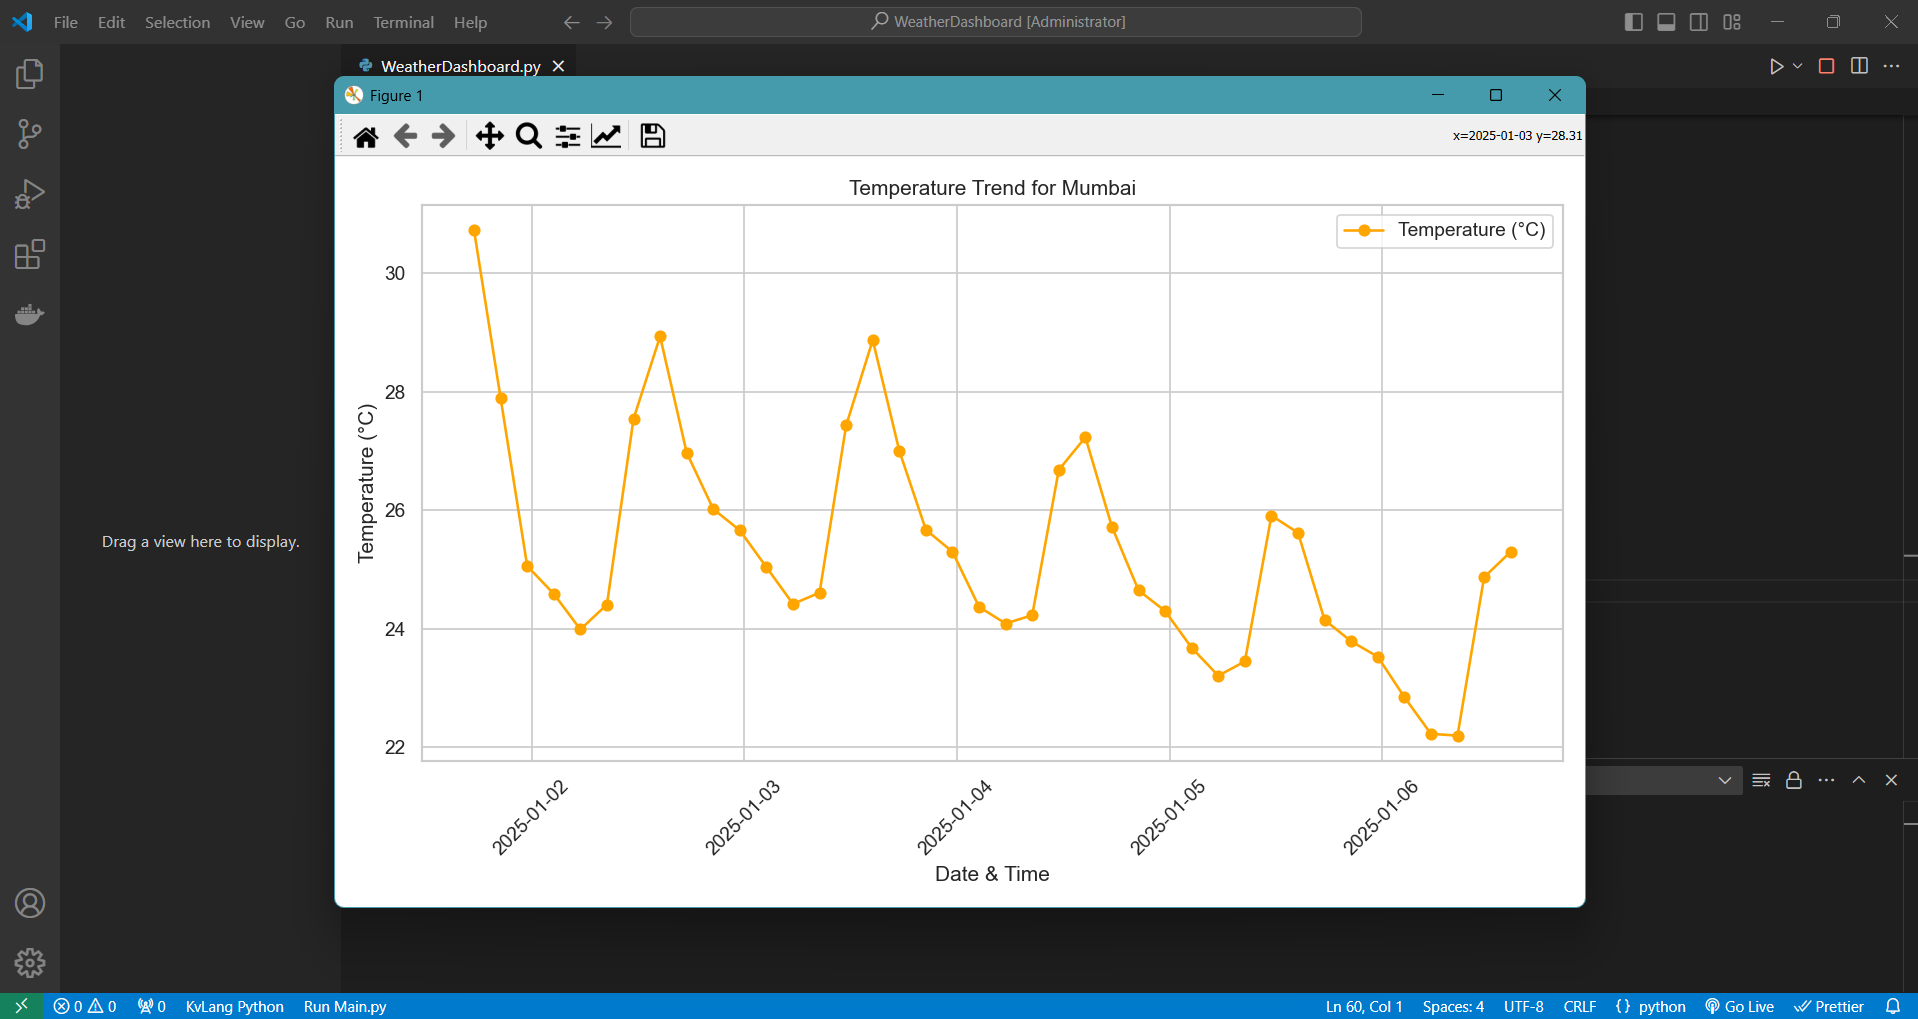 File Edit Selection View Go Run Terminal Help
WeatherDashboard [Administrator]
WeatherDashboard.py
Figure 1
x=2025-01-03 y=28.31
Temperature Trend for Mumbai
Temperature (°C)
30
28
26
24
22
Temperature (°C)
2025-01-02
2025-01-03
2025-01-04
2025-01-05
2025-01-06
Date & Time
Drag a view here to display.
0 0 0 KvLang Python Run Main.py
Ln 60, Col 1 Spaces: 4 UTF-8 CRLF {} python Go Live Prettier